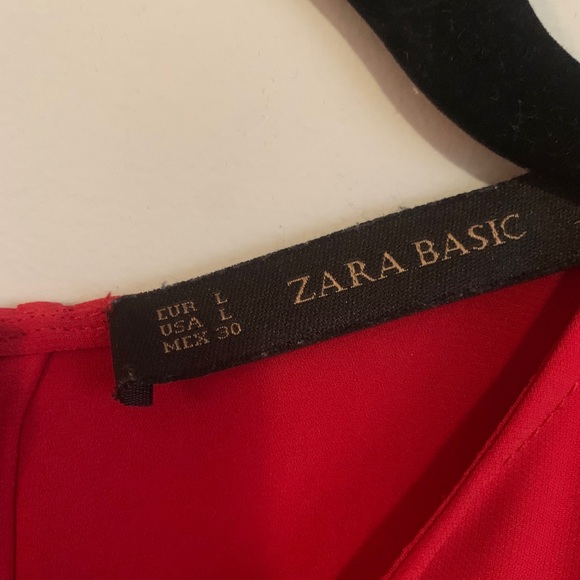 EUR L
USA L
MEX 30
ZARA BASIC